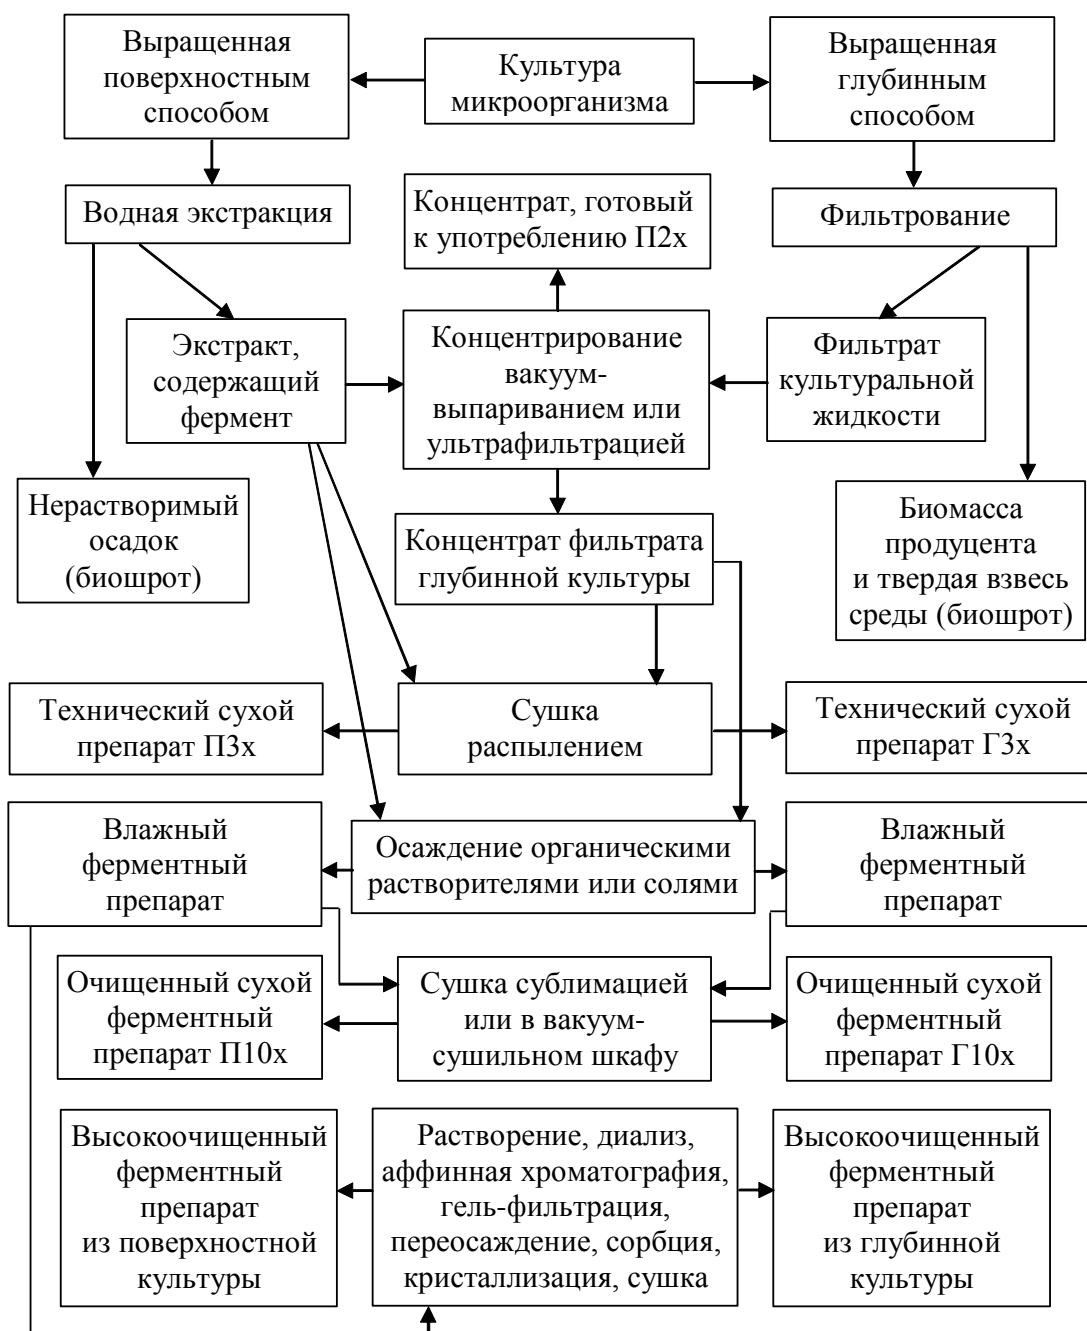 Выращенная
поверхностным
способом
Культура
микроорганизма
Выращенная
глубинным
способом
Водная экстракция
Концентрат, готовый
к употреблению П2х
Фильтрование
Экстракт,
содержащий
фермент
Концентрирование
вакуум-
выпариванием или
ультрафильтрацией
Фильтрат
культуральной
жидкости
Нерастворимый
осадок
(биошрот)
Концентрат фильтрата
глубинной культуры
Биомасса
продуцента
и твердая взвесь
среды (биошрот)
Технический сухой
препарат П3х
Сушка
распылением
Технический сухой
препарат Г3х
Влажный
ферментный
препарат
Осаждение органическими
растворителями или солями
Влажный
ферментный
препарат
Очищенный сухой
ферментный
препарат П10х
Сушка сублимацией
или в вакуум-
сушильном шкафу
Очищенный сухой
ферментный
препарат Г10х
Высокоочищенный
ферментный
препарат
из поверхностной
культуры
Растворение, диализ,
аффинная хроматография,
гель-фильтрация,
переосаждение, сорбция,
кристаллизация, сушка
Высокоочищенный
ферментный
препарат
из глубинной
культуры